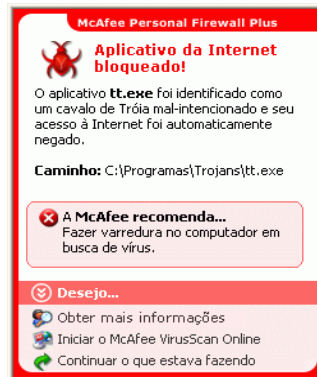 McAfee Personal Firewall Plus
Aplicativo da Internet
bloqueado!
O aplicativo tt.exe foi identificado como
um cavalo de Tróia mal-intencionado e seu
acesso à Internet foi automaticamente
negado.
Caminho: C:\Programas\Trojans\tt.exe
A McAfee recomenda...
Fazer varredura no computador em
busca de vírus.
Desejo...
Obter mais informações
Iniciar o McAfee VirusScan Online
Continuar o que estava fazendo